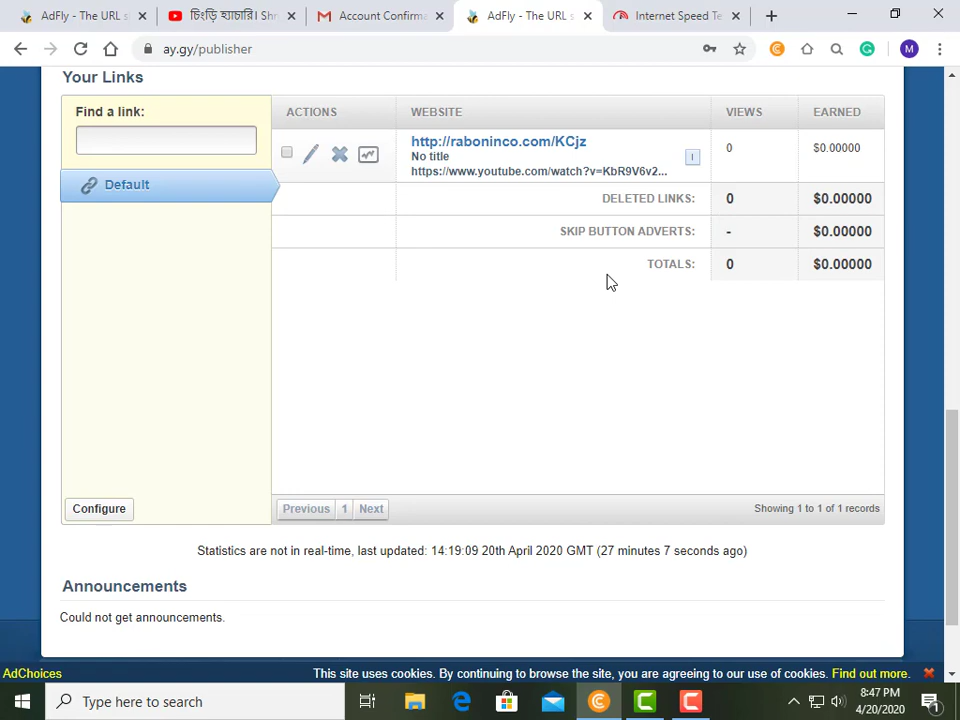 AdFly - The URL s
চিংড়ি হ্যাচারি। Shr
Account Confirma
AdFly - The URL s
Internet Speed Te
ay.gy/publisher
M
Your Links
Find a link:
ACTIONS
WEBSITE
VIEWS
EARNED
http://raboninco.com/KCjz
No title
https://www.youtube.com/watch?v=KbR9V6v2...
I
0
$0.00000
Default
DELETED LINKS:
0
$0.00000
SKIP BUTTON ADVERTS:
-
$0.00000
TOTALS:
0
$0.00000
Configure
Previous
1
Next
Showing 1 to 1 of 1 records
Statistics are not in real-time, last updated: 14:19:09 20th April 2020 GMT (27 minutes 7 seconds ago)
Announcements
Could not get announcements.
AdChoices
This site uses cookies. By continuing to browse the site, you are agreeing to our use of cookies. Find out more.
Type here to search
8:47 PM
4/20/2020
1